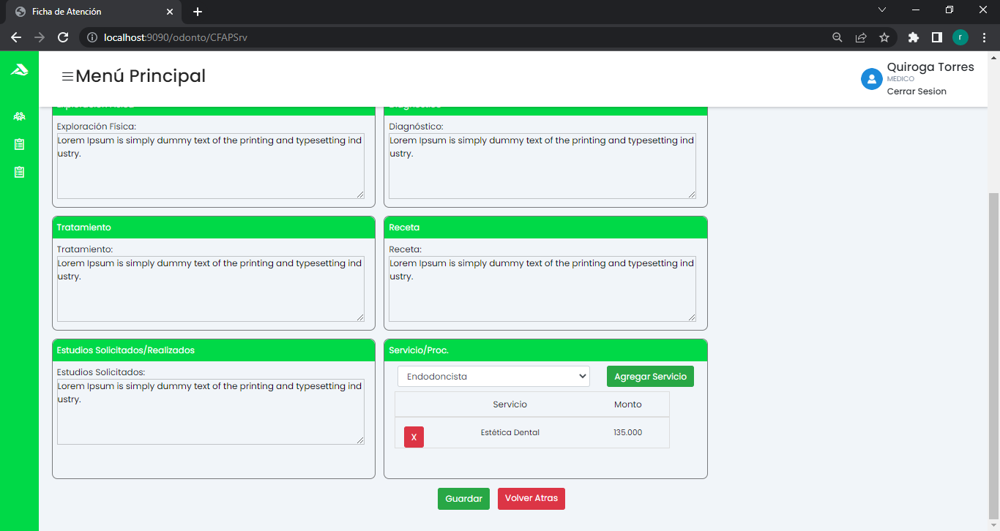 Ficha de Atención
localhost:9090/odonto/CFAPSrv
r
Menú Principal
Quiroga Torres
MEDICO
Cerrar Sesion
Exploración Física:
Lorem Ipsum is simply dummy text of the printing and typesetting ind
ustry.
Diagnóstico:
Lorem Ipsum is simply dummy text of the printing and typesetting ind
ustry.
Tratamiento
Tratamiento:
Lorem Ipsum is simply dummy text of the printing and typesetting ind
ustry.
Receta
Receta:
Lorem Ipsum is simply dummy text of the printing and typesetting ind
ustry.
Estudios Solicitados/Realizados
Estudios Solicitados:
Lorem Ipsum is simply dummy text of the printing and typesetting ind
ustry.
Servicio/Proc.
Endodoncista
Agregar Servicio
Servicio Monto
X Estética Dental 135.000
Guardar
Volver Atras